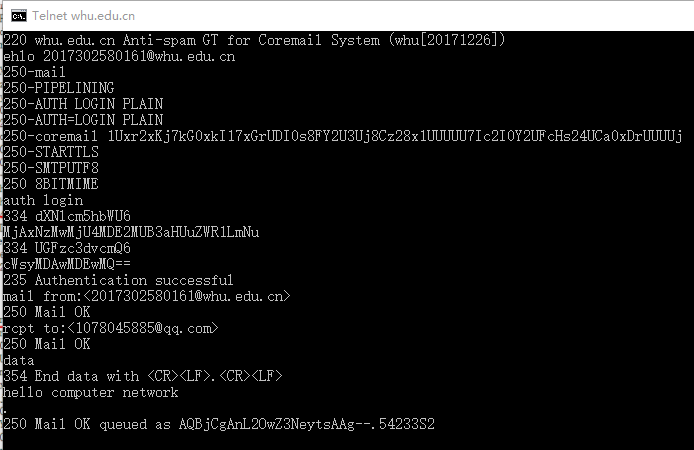 Telnet whu.edu.cn
220 whu.edu.cn Anti-spam GT for Coremail System (whu[20171226])
ehlo 2017302580161@whu.edu.cn
250-mail
250-PIPELINING
250-AUTH LOGIN PLAIN
250-AUTH=LOGIN PLAIN
250-coremail 1Uxr2xKj7kG0xkI17xGrUDI0s8FY2U3Uj8Cz28x1UUUUU7Ic2I0Y2UFcHs24UCa0xDrUUUUj
250-STARTTLS
250-SMTPUTF8
250 8BITMIME
auth login
334 dXNlcm5hbWU6
MjAxNzMwMjU4MDE2MUB3aHUuZWR1LmNu
334 UGFzc3dvcmQ6
cWsyMDAwMDEwMQ==
235 Authentication successful
mail from:<2017302580161@whu.edu.cn>
250 Mail OK
rcpt to:<1078045885@qq.com>
250 Mail OK
data
354 End data with <CR><LF>.<CR><LF>
hello computer network
.
250 Mail OK queued as AQBjCgAnL2OwZ3NeytsAAg--.54233S2